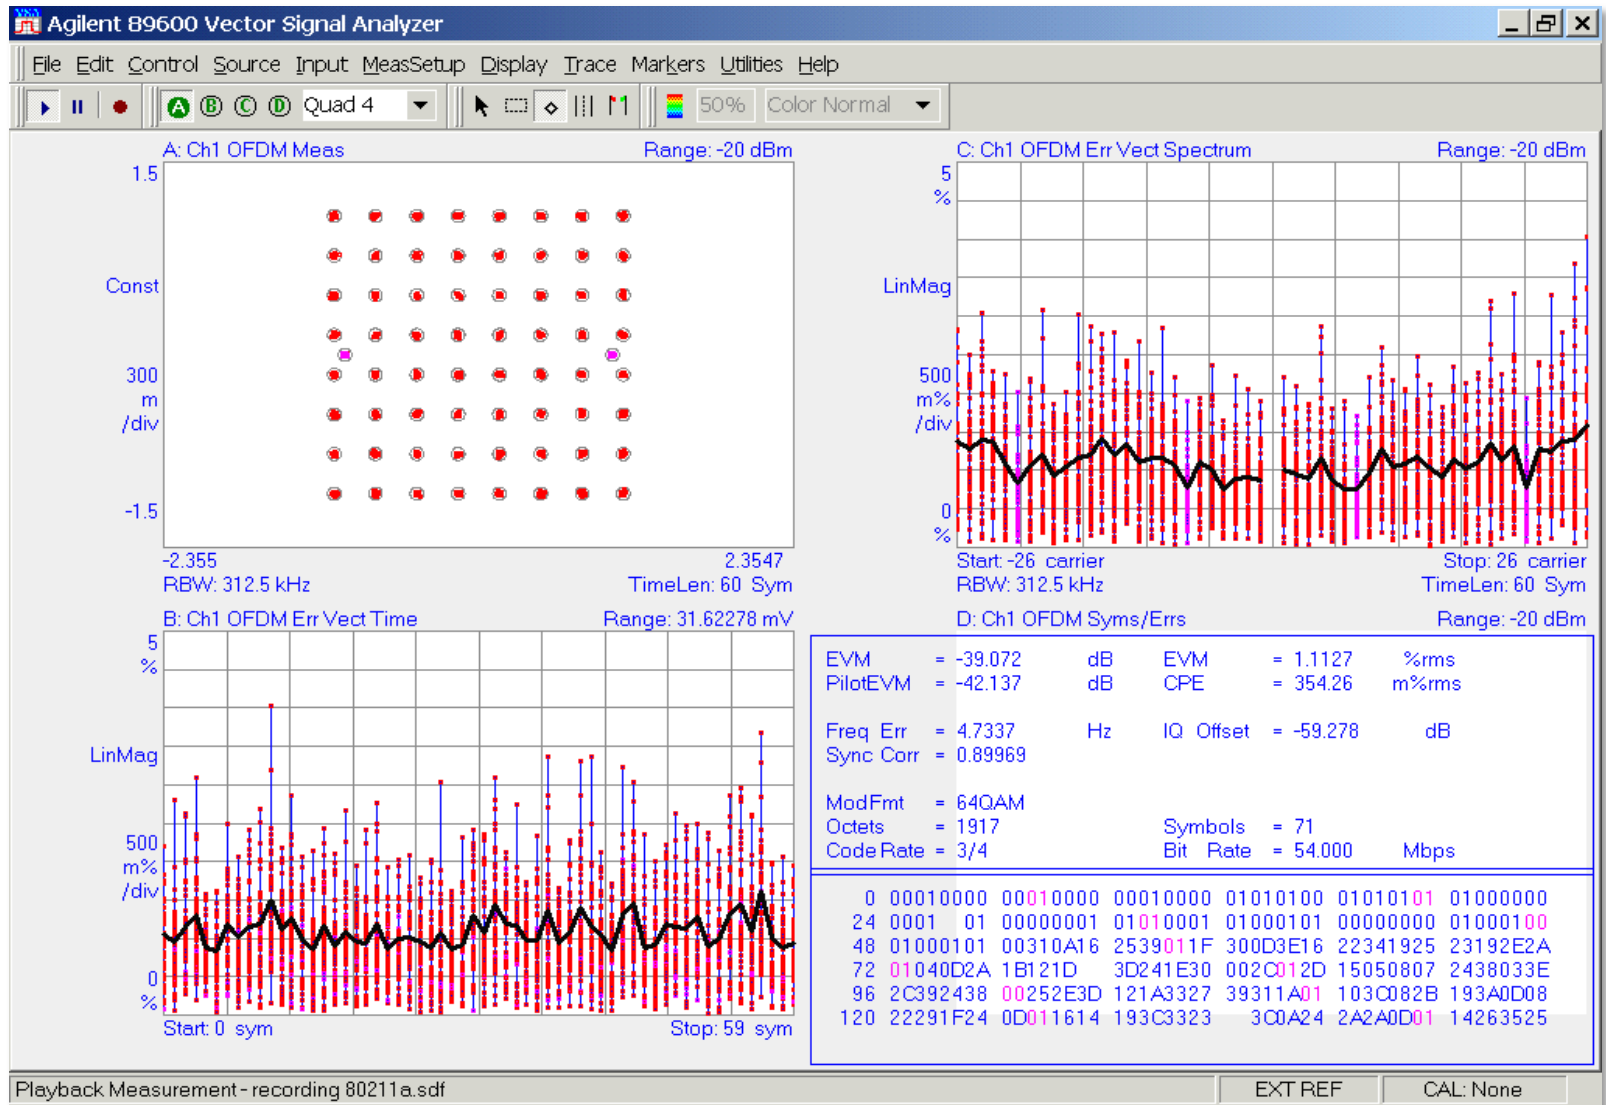 Agilent 89600 Vector Signal Analyzer
File Edit Control Source Input MeasSetup Display Trace Markers Utilities Help
A B C D Quad 4 50% Color Normal
A: Ch1 OFDM Meas Range: -20 dBm
1.5
Const
300
m
/div
-1.5
-2.355 2.3547
RBW: 312.5 kHz TimeLen: 60 Sym
C: Ch1 OFDM Err Vect Spectrum Range: -20 dBm
5
%
LinMag
500
m%
/div
0
%
Start: -26 carrier Stop: 26 carrier
RBW: 312.5 kHz TimeLen: 60 Sym
B: Ch1 OFDM Err Vect Time Range: 31.62278 mV
5
%
LinMag
500
m%
/div
0
%
Start: 0 sym Stop: 59 sym
D: Ch1 OFDM Syms/Errs Range: -20 dBm
EVM = -39.072 dB EVM = 1.1127 %rms
PilotEVM = -42.137 dB CPE = 354.26 m%rms
Freq Err = 4.7337 Hz IQ Offset = -59.278 dB
Sync Corr = 0.89969
ModFmt = 64QAM
Octets = 1917 Symbols = 71
Code Rate = 3/4 Bit Rate = 54.000 Mbps
0 00010000 00010000 00010000 01010100 01010101 01000000
24 0001 01 00000001 01010001 01000101 00000000 01000100
48 01000101 00310A16 2539011F 300D3E16 22341925 23192E2A
72 01040D2A 1B121D 3D241E30 002C012D 15050807 2438033E
96 2C392438 00252E3D 121A3327 39311A01 103C082B 193A0D08
120 22291F24 0D011614 193C3323 3C0A24 2A2A0D01 14263525
Playback Measurement - recording 80211a.sdf EXT REF CAL: None